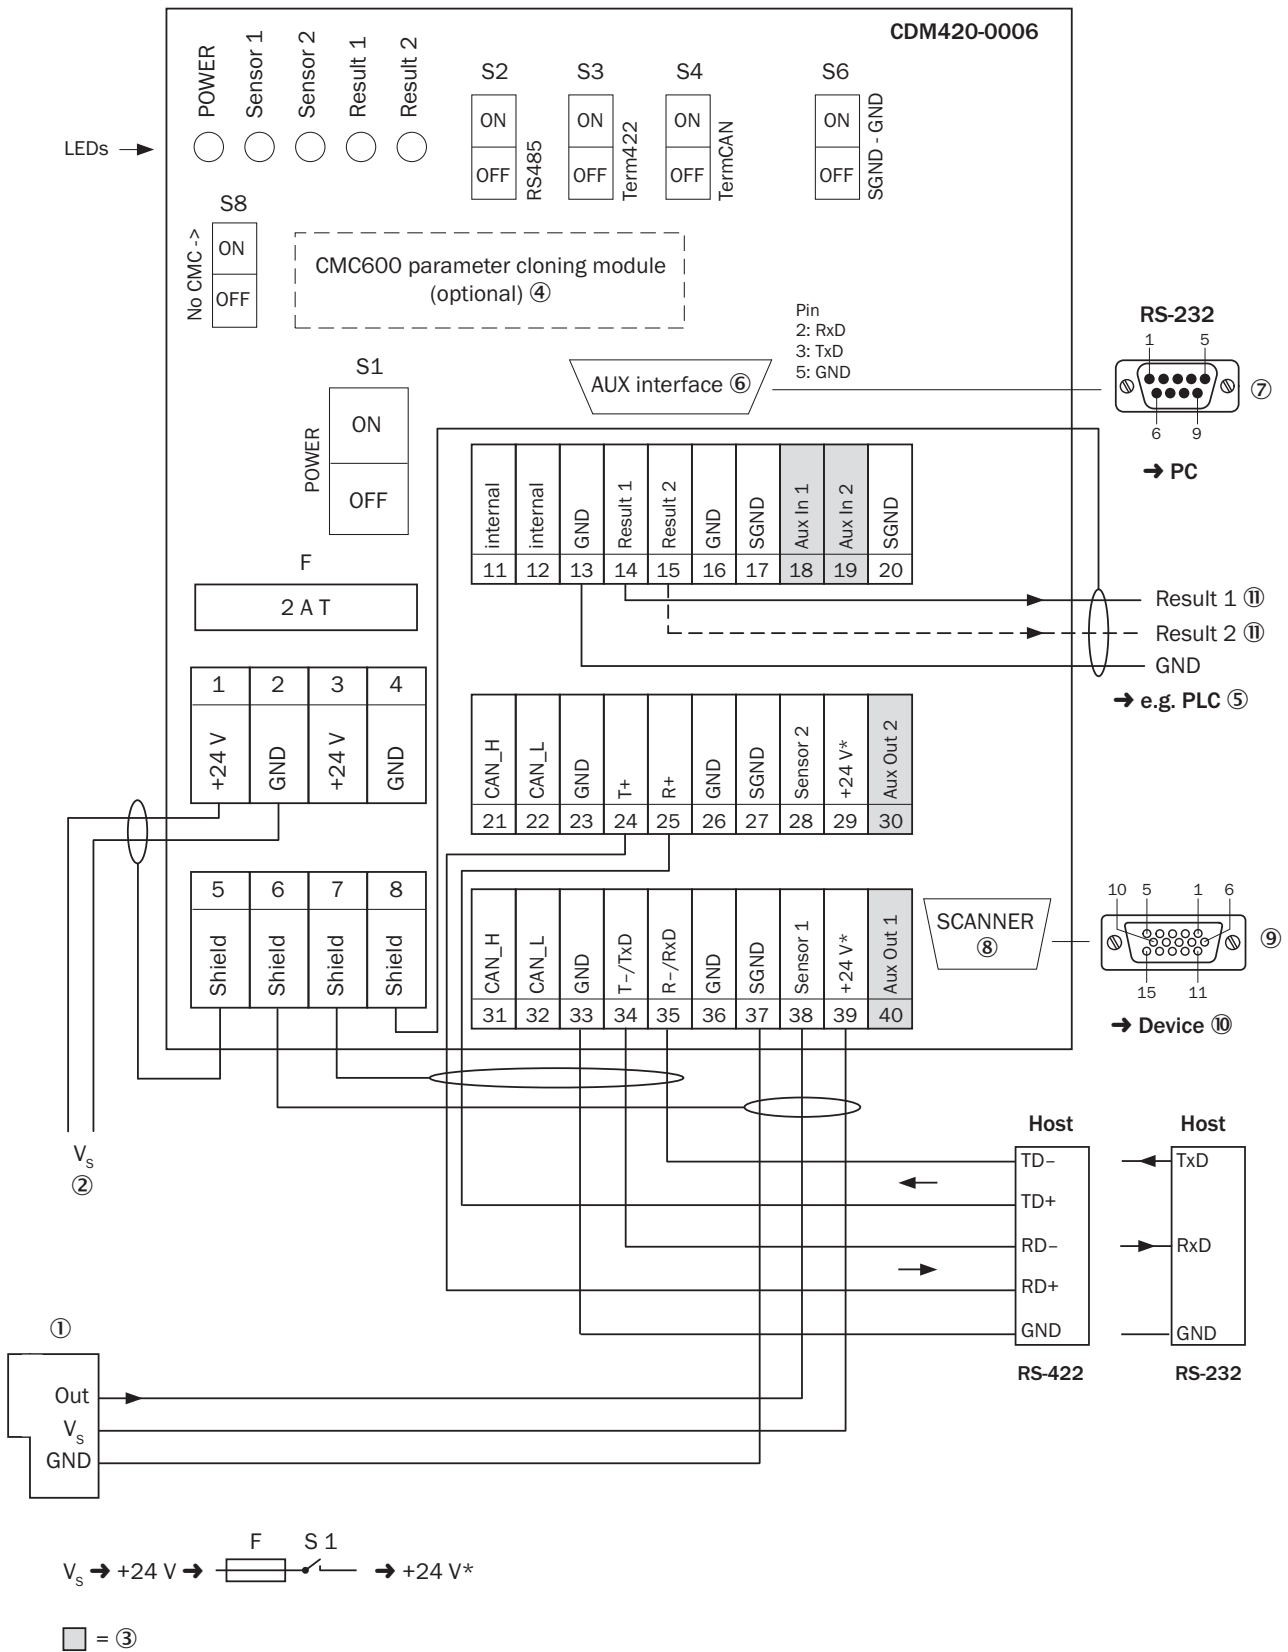 CDM420-0006
POWER
Sensor 1
Sensor 2
Result 1
Result 2
LEDs ➔
S2
ON
OFF
RS485
S3
ON
OFF
Term422
S4
ON
OFF
TermCAN
S6
ON
OFF
SGND - GND
S8
No CMC ->
ON
OFF
CMC600 parameter cloning module
(optional) ④
Pin
2: RxD
3: TxD
5: GND
AUX interface ⑥
RS-232
1 5
6 9
⑦
➔ PC
S1
POWER
ON
OFF
F
2 A T
internal internal GND Result 1 Result 2 GND SGND Aux In 1 Aux In 2 SGND
11 12 13 14 15 16 17 18 19 20
Result 1 ⑪
Result 2 ⑪
GND
➔ e.g. PLC ⑤
1 2 3 4
+24 V GND +24 V GND
CAN_H CAN_L GND T+ R+ GND SGND Sensor 2 +24 V* Aux Out 2
21 22 23 24 25 26 27 28 29 30
5 6 7 8
Shield Shield Shield Shield
CAN_H CAN_L GND T–/TxD R–/RxD GND SGND Sensor 1 +24 V* Aux Out 1
31 32 33 34 35 36 37 38 39 40
SCANNER
⑧
10 5 1 6
15 11
⑨
➔ Device ⑩
Vs
②
Host
TD–
TD+
RD–
RD+
GND
RS-422
Host
TxD
RxD
GND
RS-232
①
Out
Vs
GND
F S 1
Vs ➔ +24 V ➔ ➔ +24 V*
= ③